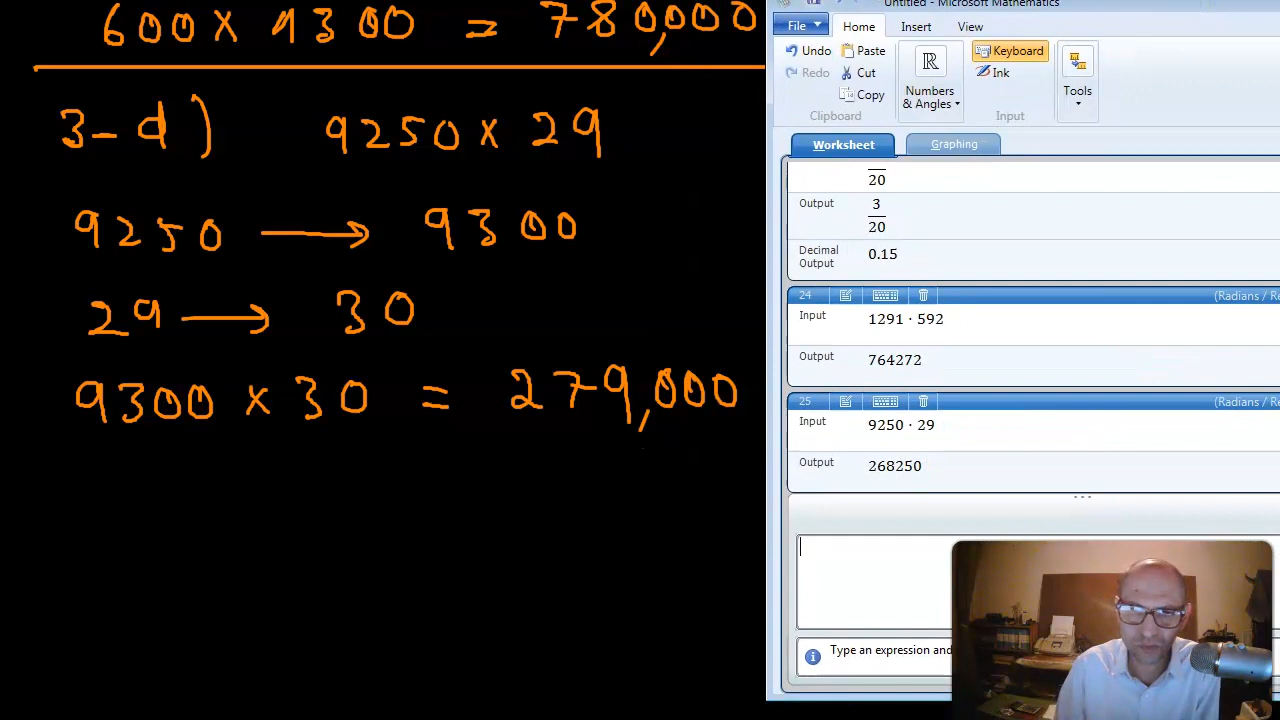 600 × 1300 = 780,000
3-d) 9250 × 29
9250 → 9300
29 → 30
9300 × 30 = 279,000
Untitled - Microsoft Mathematics
File Home Insert View
Undo Paste
Redo Cut
Copy
Clipboard
ℝ
Numbers & Angles
Keyboard
Ink
Input
Tools
Worksheet Graphing
20
Output 3
20
Decimal Output 0.15
24 (Radians / Re
Input 1291 · 592
Output 764272
25 (Radians / Re
Input 9250 · 29
Output 268250
Type an expression and